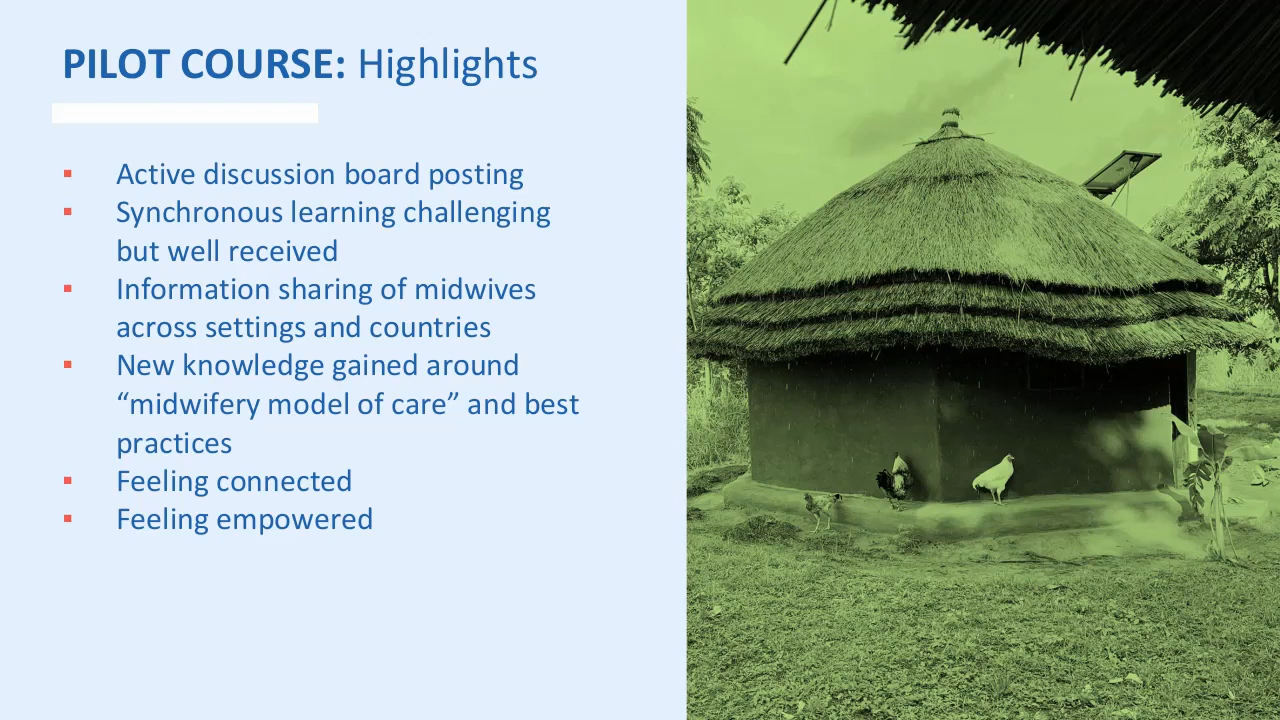 PILOT COURSE: Highlights
▪ Active discussion board posting
▪ Synchronous learning challenging
but well received
▪ Information sharing of midwives
across settings and countries
▪ New knowledge gained around
“midwifery model of care” and best
practices
▪ Feeling connected
▪ Feeling empowered